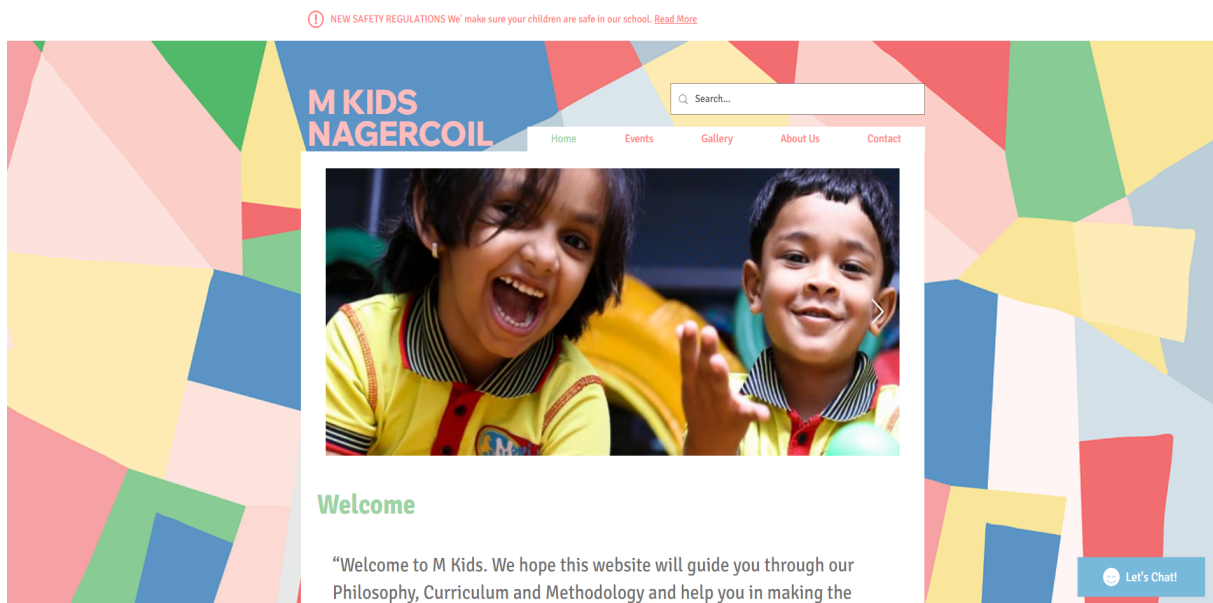 NEW SAFETY REGULATIONS We' make sure your children are safe in our school. Read More
M KIDS
NAGERCOIL
Search...
Home Events Gallery About Us Contact
Welcome
“Welcome to M Kids. We hope this website will guide you through our
Philosophy, Curriculum and Methodology and help you in making the
Let's Chat!